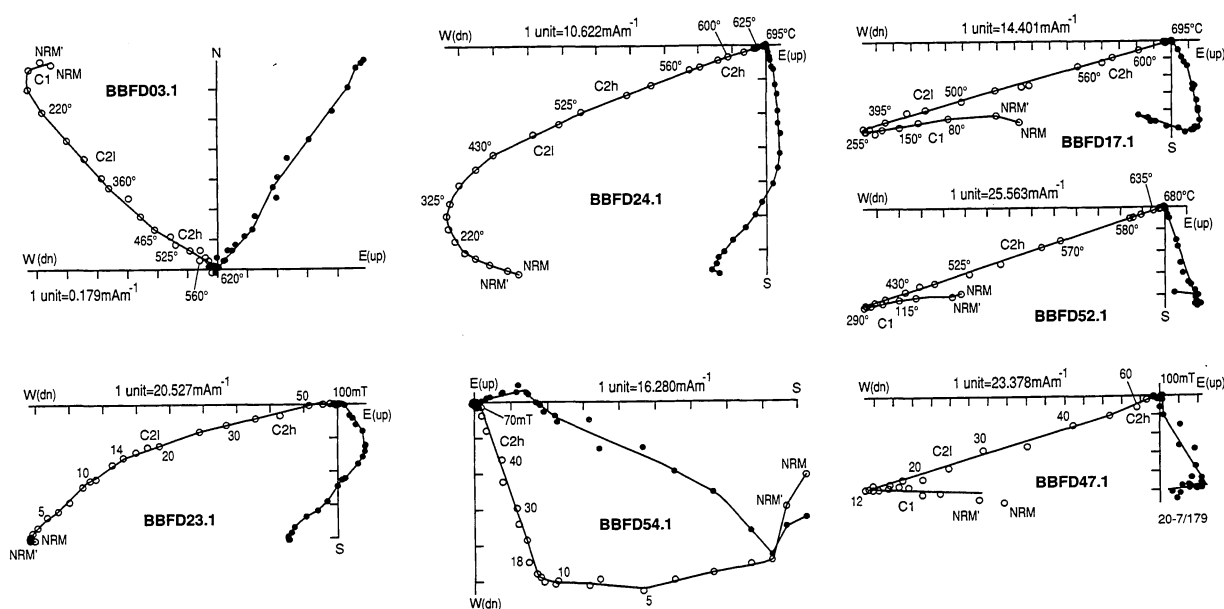 N
NRM'
NRM
C1
BBFD03.1
220°
C2l
360°
C2h
465°
525°
W(dn)
E(up)
1 unit=0.179mAm-1
560°
620°
625°
600°
W(dn)
1 unit=10.622mAm-1
695°C
E(up)
560°
C2h
525°
430°
C2l
325°
BBFD24.1
220°
NRM
NRM'
S
W(dn)
1 unit=14.401mAm-1
695°C
E(up)
600°
C2h
560°
C2l
500°
395°
NRM'
NRM
C1
80°
150°
255°
BBFD17.1
S
635°
W(dn)
1 unit=25.563mAm-1
680°C
E(up)
580°
C2h
570°
525°
430°
NRM
NRM'
115°
C1
290°
BBFD52.1
S
W(dn)
1 unit=20.527mAm-1
50
100mT
E(up)
30
C2h
C2l
14
20
10
5
NRM
NRM'
BBFD23.1
S
E(up)
1 unit=16.280mAm-1
S
70mT
C2h
40
NRM
30
NRM'
BBFD54.1
18
10
5
W(dn)
60
W(dn)
1 unit=23.378mAm-1
100mT
E(up)
40
C2h
C2l
30
20
12
C1
NRM'
NRM
BBFD47.1
S
20-7/179